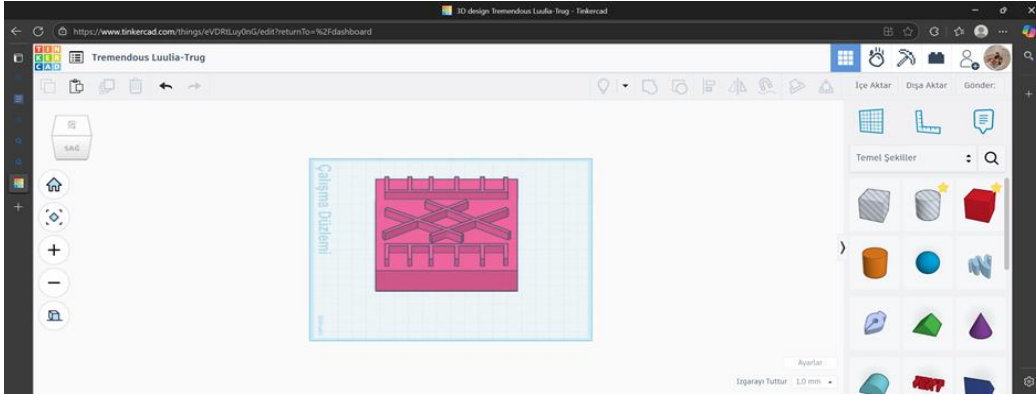 3D design Tremendous Luulia-Trug - Tinkercad
https://www.tinkercad.com/things/eVDRtLuy0nG/edit?returnTo=%2Fdashboard
TIN
KER
CAD
Tremendous Luulia-Trug
İçe Aktar
Dışa Aktar
Gönder:
SAĞ
Çalışma Düzlemi
Temel Şekiller
Ayarlar
Izgarayı Tuttur
1,0 mm